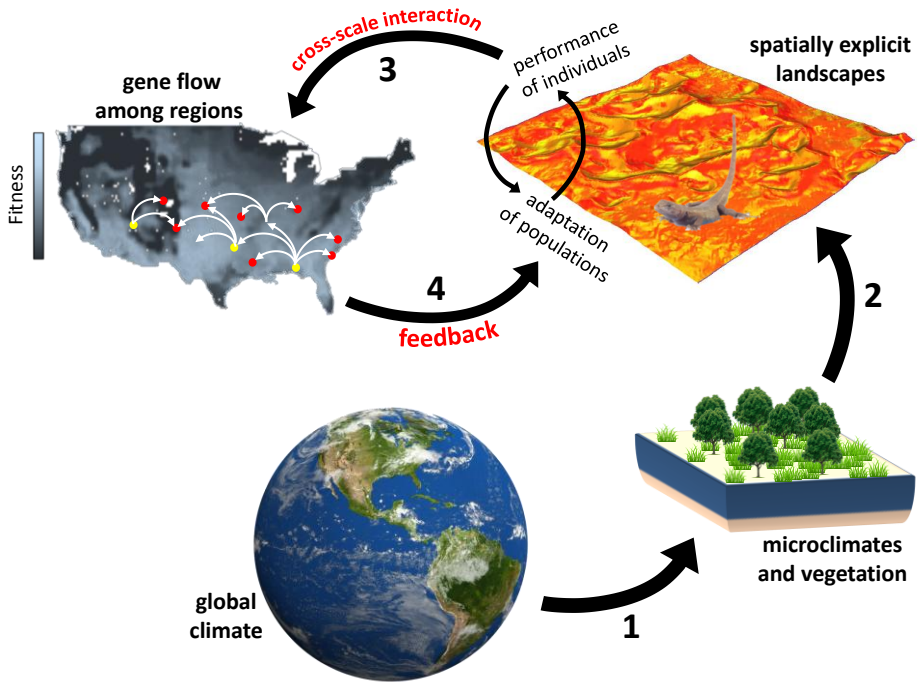 cross-scale interaction
3
performance
of individuals
spatially explicit
landscapes
gene flow
among regions
Fitness
adaptation
of populations
4
feedback
2
microclimates
and vegetation
global
climate
1